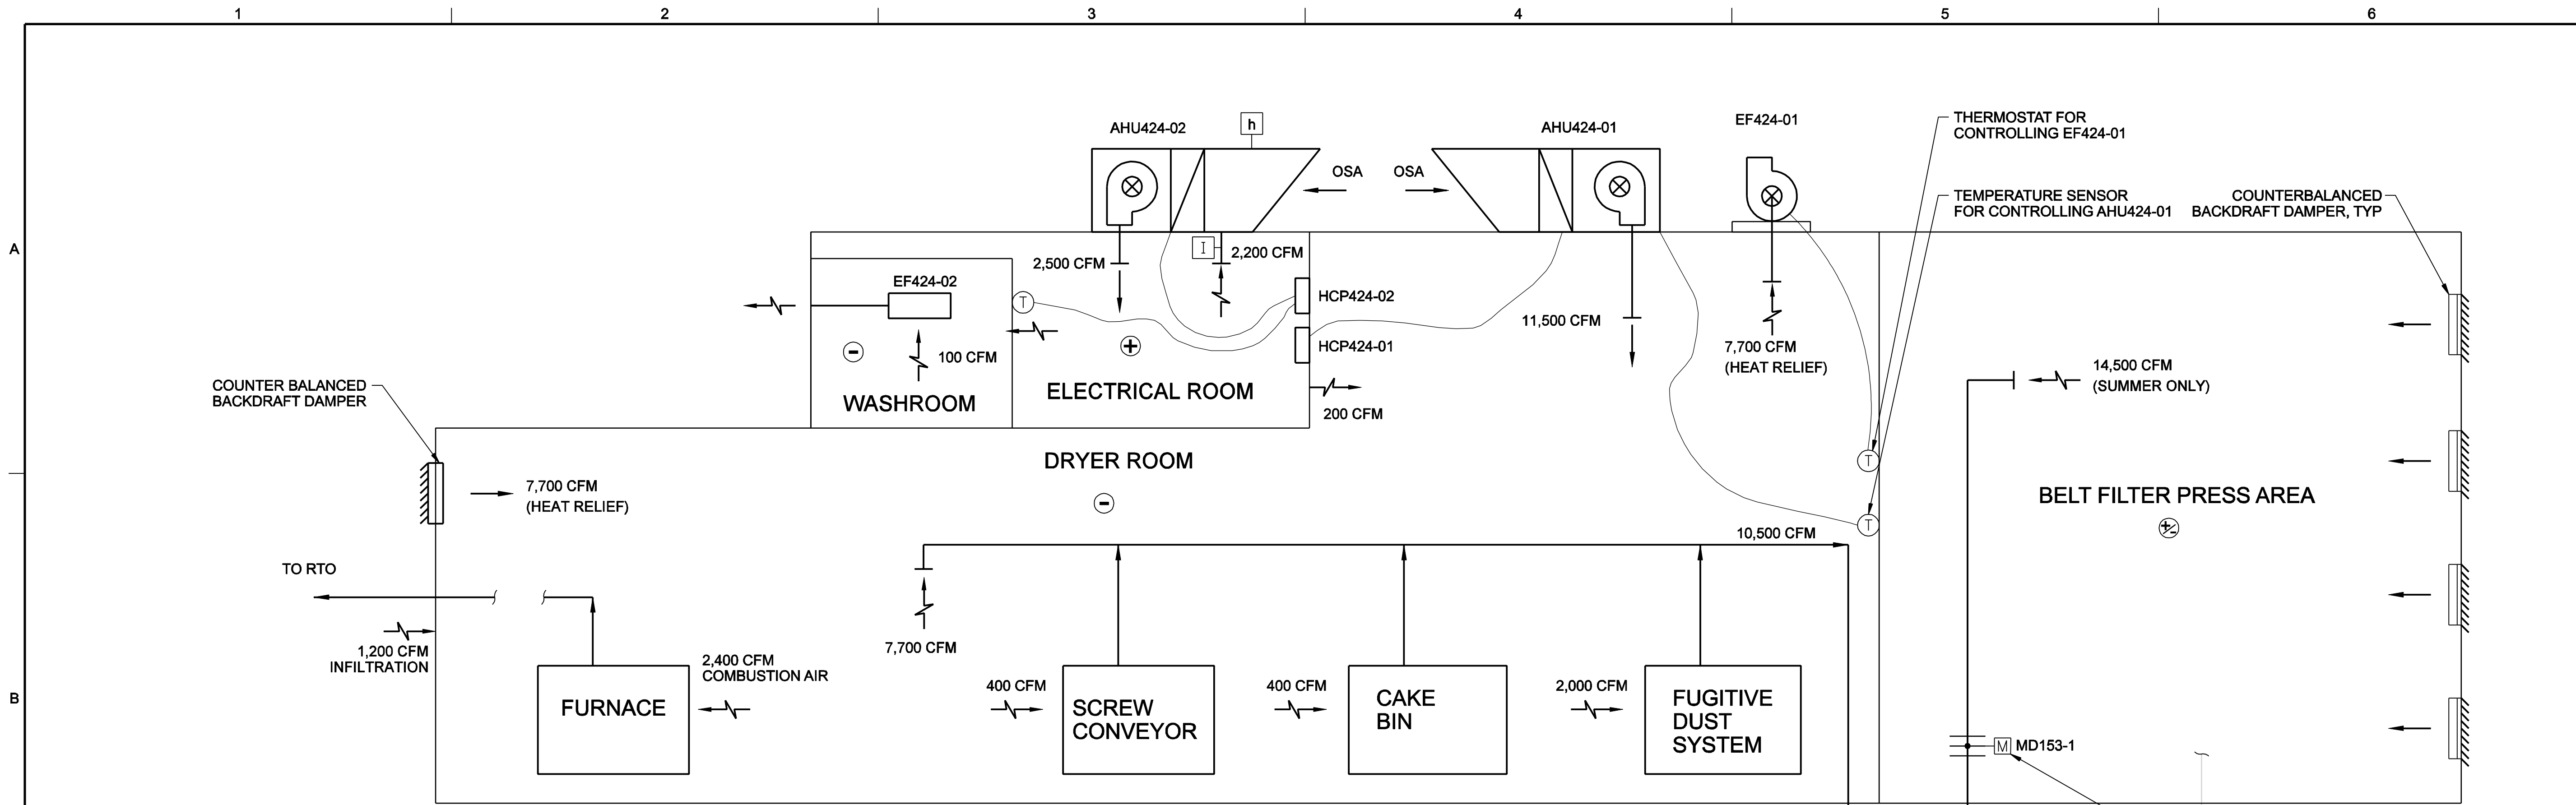 1 2 3 4 5 6
A
B
AHU424-02
h
OSA
OSA
AHU424-01
EF424-01
THERMOSTAT FOR
CONTROLLING EF424-01
TEMPERATURE SENSOR
FOR CONTROLLING AHU424-01
COUNTERBALANCED
BACKDRAFT DAMPER, TYP
2,500 CFM
I
2,200 CFM
EF424-02
T
HCP424-02
HCP424-01
100 CFM
WASHROOM
ELECTRICAL ROOM
200 CFM
11,500 CFM
7,700 CFM
(HEAT RELIEF)
14,500 CFM
(SUMMER ONLY)
COUNTER BALANCED
BACKDRAFT DAMPER
DRYER ROOM
T
T
7,700 CFM
(HEAT RELIEF)
BELT FILTER PRESS AREA
10,500 CFM
TO RTO
1,200 CFM
INFILTRATION
7,700 CFM
2,400 CFM
COMBUSTION AIR
FURNACE
400 CFM
SCREW
CONVEYOR
400 CFM
CAKE
BIN
2,000 CFM
FUGITIVE
DUST
SYSTEM
M MD153-1